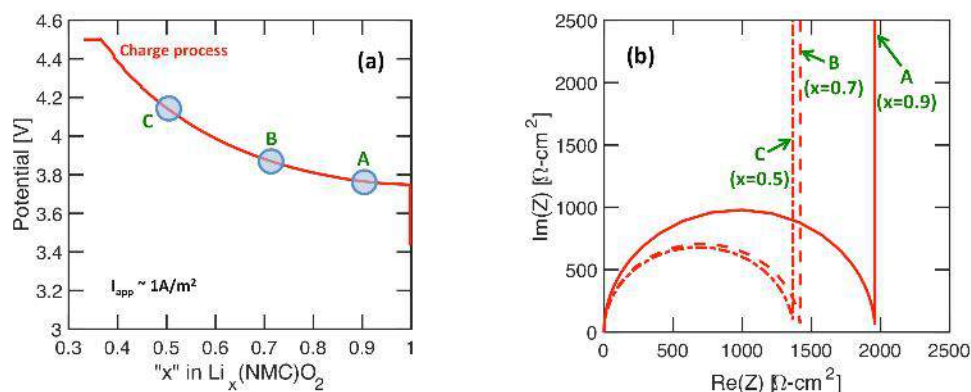 4.6
4.4
4.2
4
3.8
3.6
3.4
3.2
3
Potential [V]
Charge process
(a)
C
B
A
I_app ~ 1A/m²
0.3 0.4 0.5 0.6 0.7 0.8 0.9 1
"x" in Li_x(NMC)O_2
2500
2000
1500
1000
500
0
Im(Z) [Ω-cm²]
(b)
B
(x=0.7)
A
(x=0.9)
C
(x=0.5)
0 500 1000 1500 2000 2500
Re(Z) [Ω-cm²]